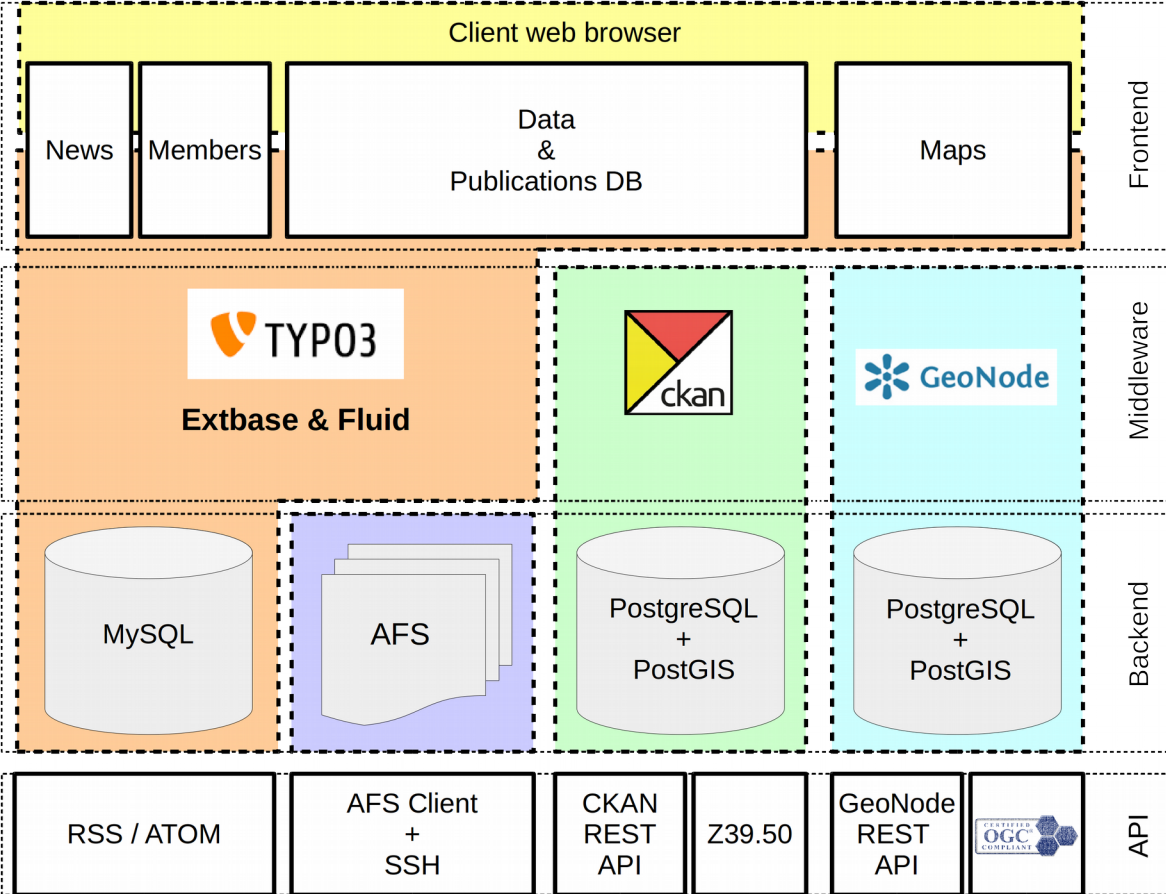 Client web browser
News
Members
Data
&
Publications DB
Maps
Frontend
TYPO3
Extbase & Fluid
ckan
GeoNode
Middleware
MySQL
AFS
PostgreSQL
+
PostGIS
PostgreSQL
+
PostGIS
Backend
RSS / ATOM
AFS Client
+
SSH
CKAN
REST
API
Z39.50
GeoNode
REST
API
CERTIFIED
OGC®
COMPLIANT
API